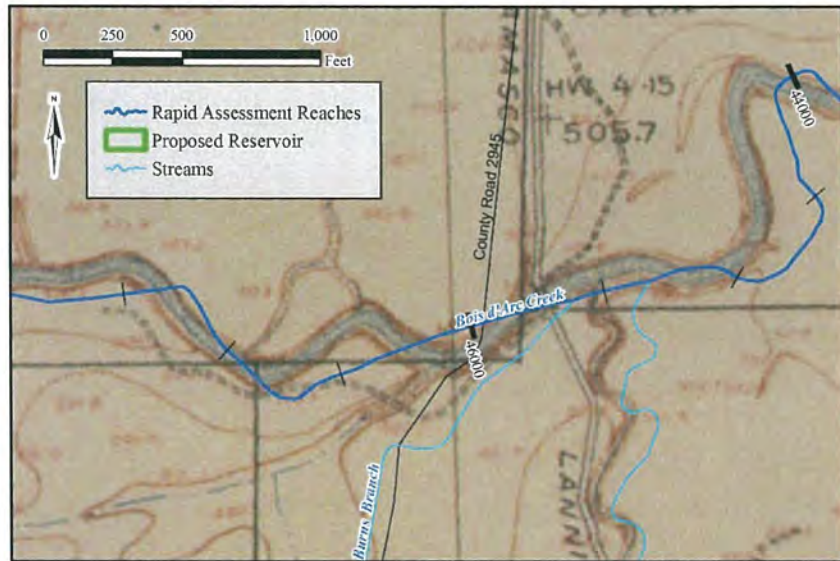 0 250 500 1,000
Feet
N
Rapid Assessment Reaches
Proposed Reservoir
Streams
HW 4-15
505.7
44000
County Road 2945
Bois d'Arc Creek
46000
Burns Branch
LANNI